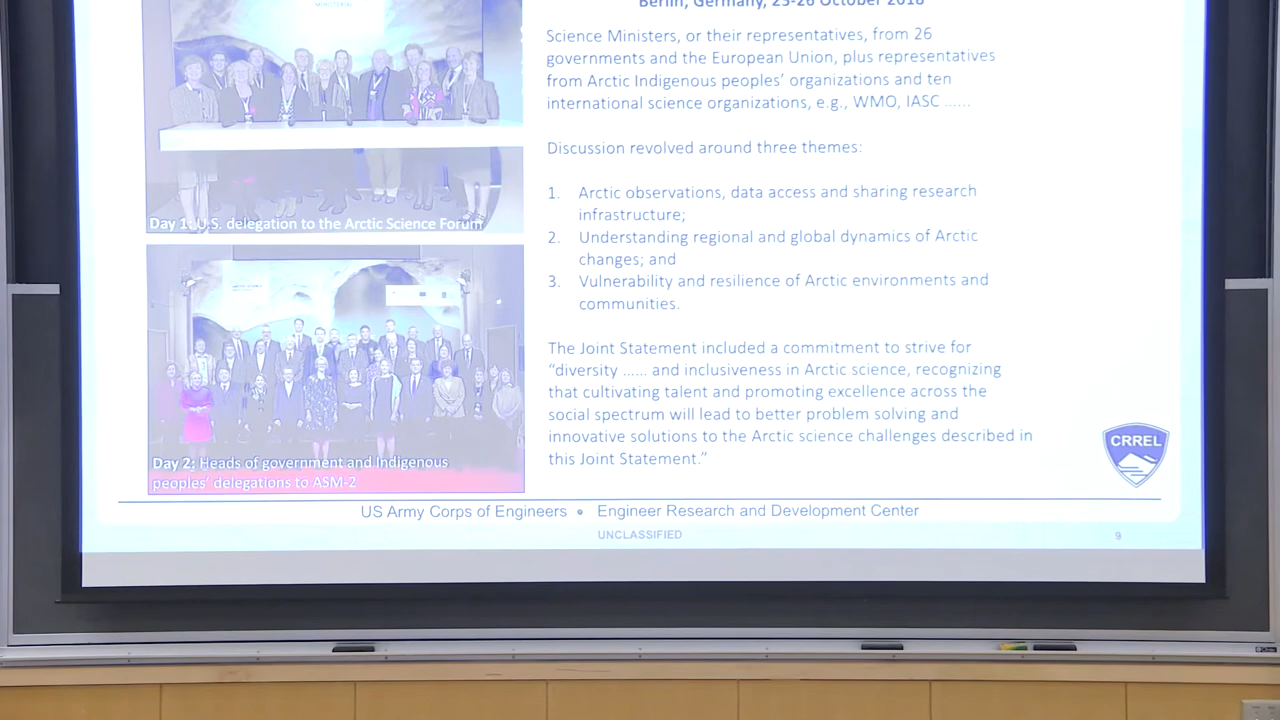 MINISTERIAL
Berlin, Germany, 25-26 October 2018
Science Ministers, or their representatives, from 26
governments and the European Union, plus representatives
from Arctic Indigenous peoples’ organizations and ten
international science organizations, e.g., WMO, IASC ......
Discussion revolved around three themes:
1. Arctic observations, data access and sharing research
infrastructure;
2. Understanding regional and global dynamics of Arctic
changes; and
3. Vulnerability and resilience of Arctic environments and
communities.
The Joint Statement included a commitment to strive for
“diversity ...... and inclusiveness in Arctic science, recognizing
that cultivating talent and promoting excellence across the
social spectrum will lead to better problem solving and
innovative solutions to the Arctic science challenges described in
this Joint Statement.”
Day 1: U.S. delegation to the Arctic Science Forum
Day 2: Heads of government and Indigenous
peoples’ delegations to ASM-2
CRREL
US Army Corps of Engineers • Engineer Research and Development Center
UNCLASSIFIED
9